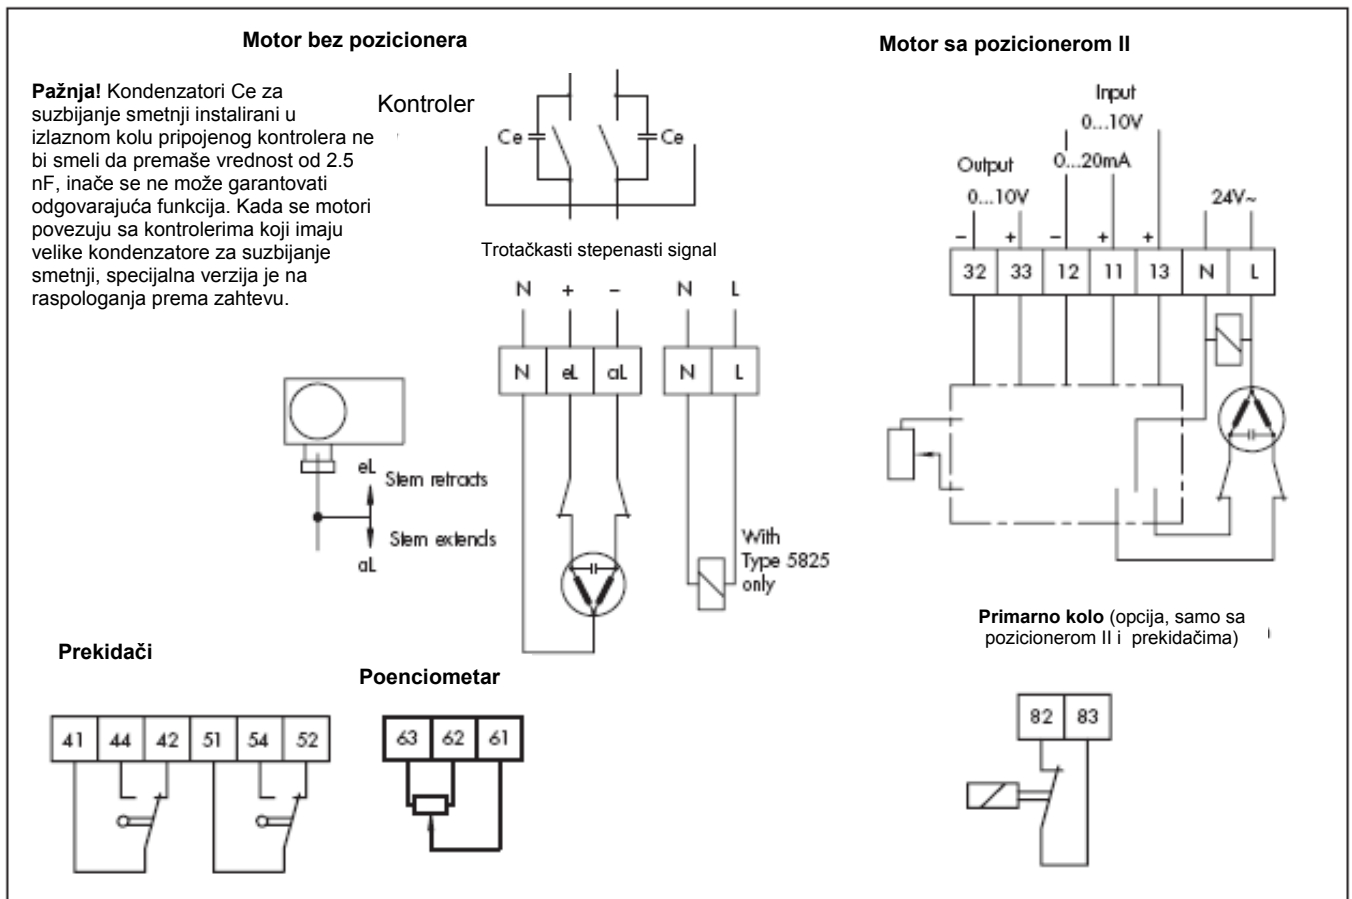 Motor bez pozicionera
Motor sa pozicionerom II
Pažnja! Kondenzatori Ce za
suzbijanje smetnji instalirani u
izlaznom kolu pripojenog kontrolera ne
bi smeli da premaše vrednost od 2.5
nF, inače se ne može garantovati
odgovarajuća funkcija. Kada se motori
povezuju sa kontrolerima koji imaju
velike kondenzatore za suzbijanje
smetnji, specijalna verzija je na
raspologanja prema zahtevu.
Kontroler
Ce
Ce
Trotačkasti stepenasti signal
N + − N L
N eL aL N L
eL
Stem retracts
Stem extends
aL
With
Type 5825
only
Input
0...10V
Output
0...20mA
0...10V
24V~
− + − + +
32 33 12 11 13 N L
Primarno kolo (opcija, samo sa
pozicionerom II i prekidačima)
82 83
Prekidači
41 44 42 51 54 52
Poenciometar
63 62 61